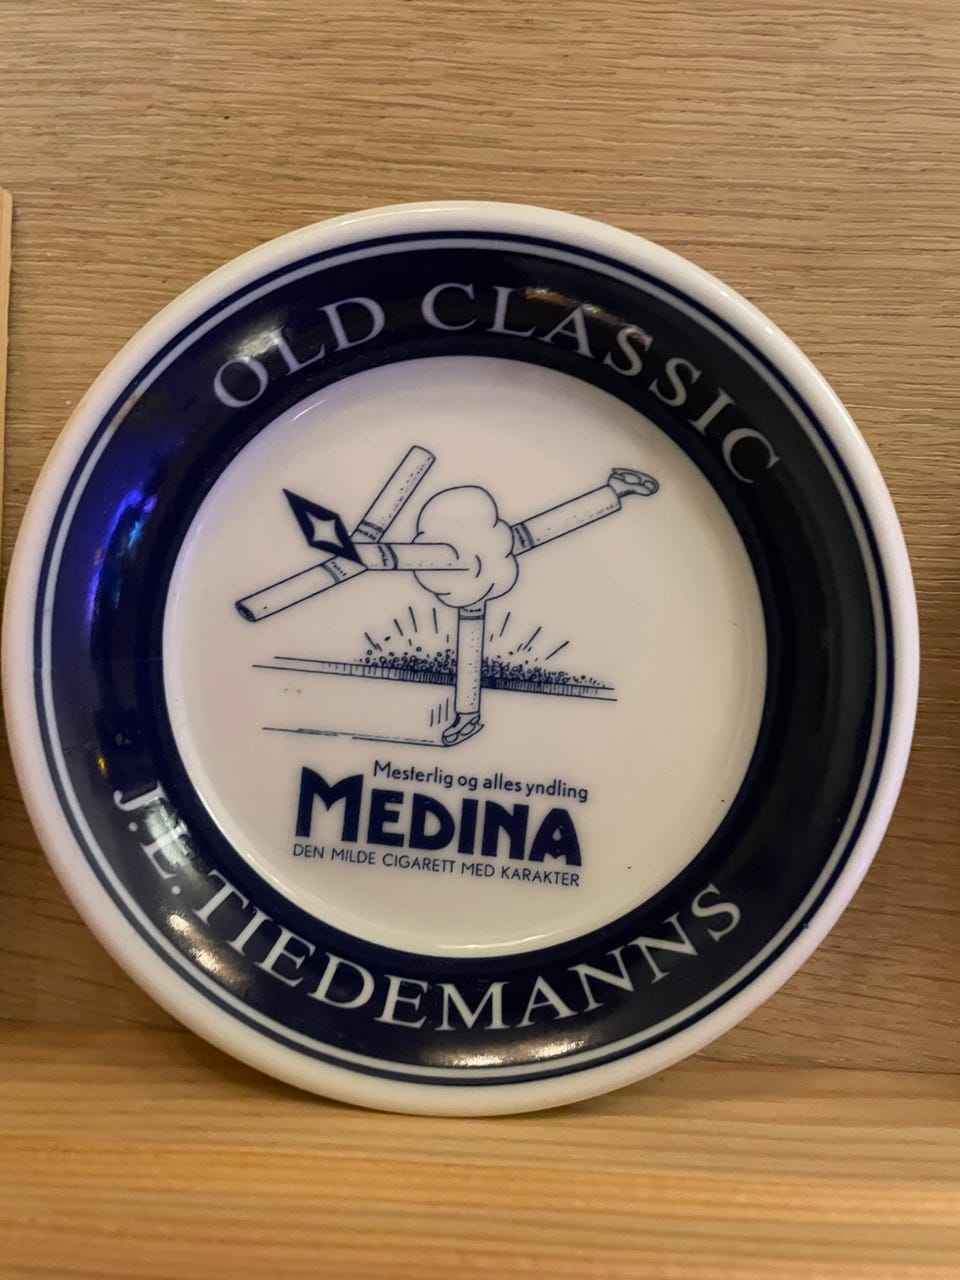 OLD CLASSIC
Mesterlig og alles yndling
MEDINA
DEN MILDE CIGARETT MED KARAKTER
J.L. TIEDEMANNS